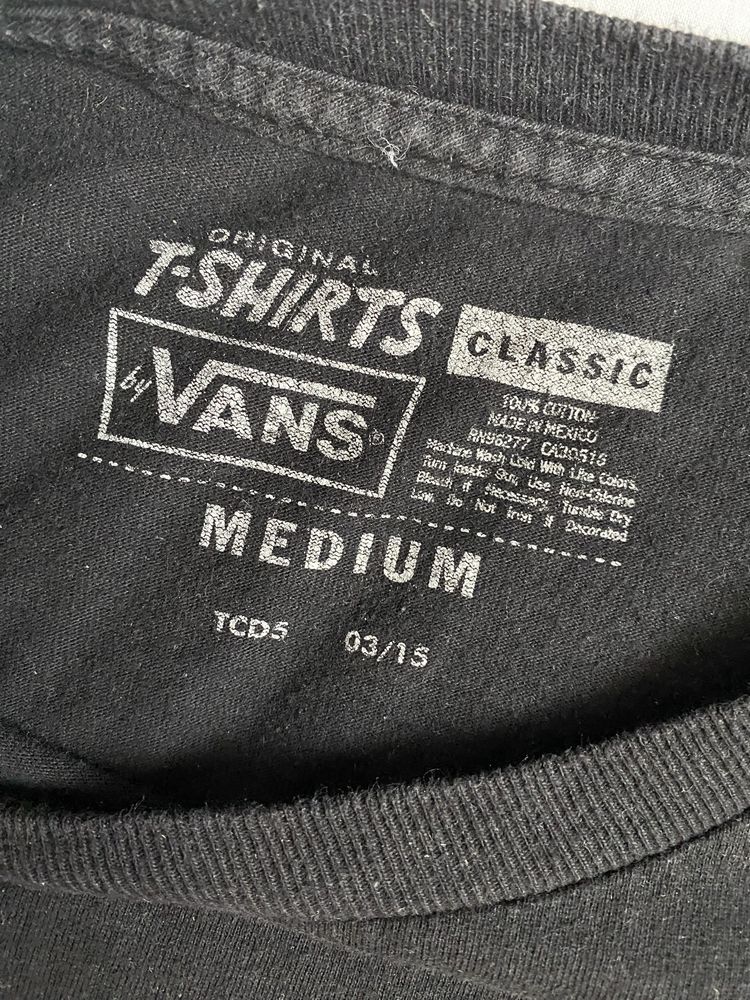 ORIGINAL
T-SHIRTS
by VANS®
CLASSIC
100% COTTON
MADE IN MEXICO
RN96277 CA30516
Machine Wash Cold With Like Colors,
Turn Inside Out, Use Non-Chlorine
Bleach if Necessary, Tumble Dry
Low, Do Not Iron if Decorated
MEDIUM
TCD5 03/15